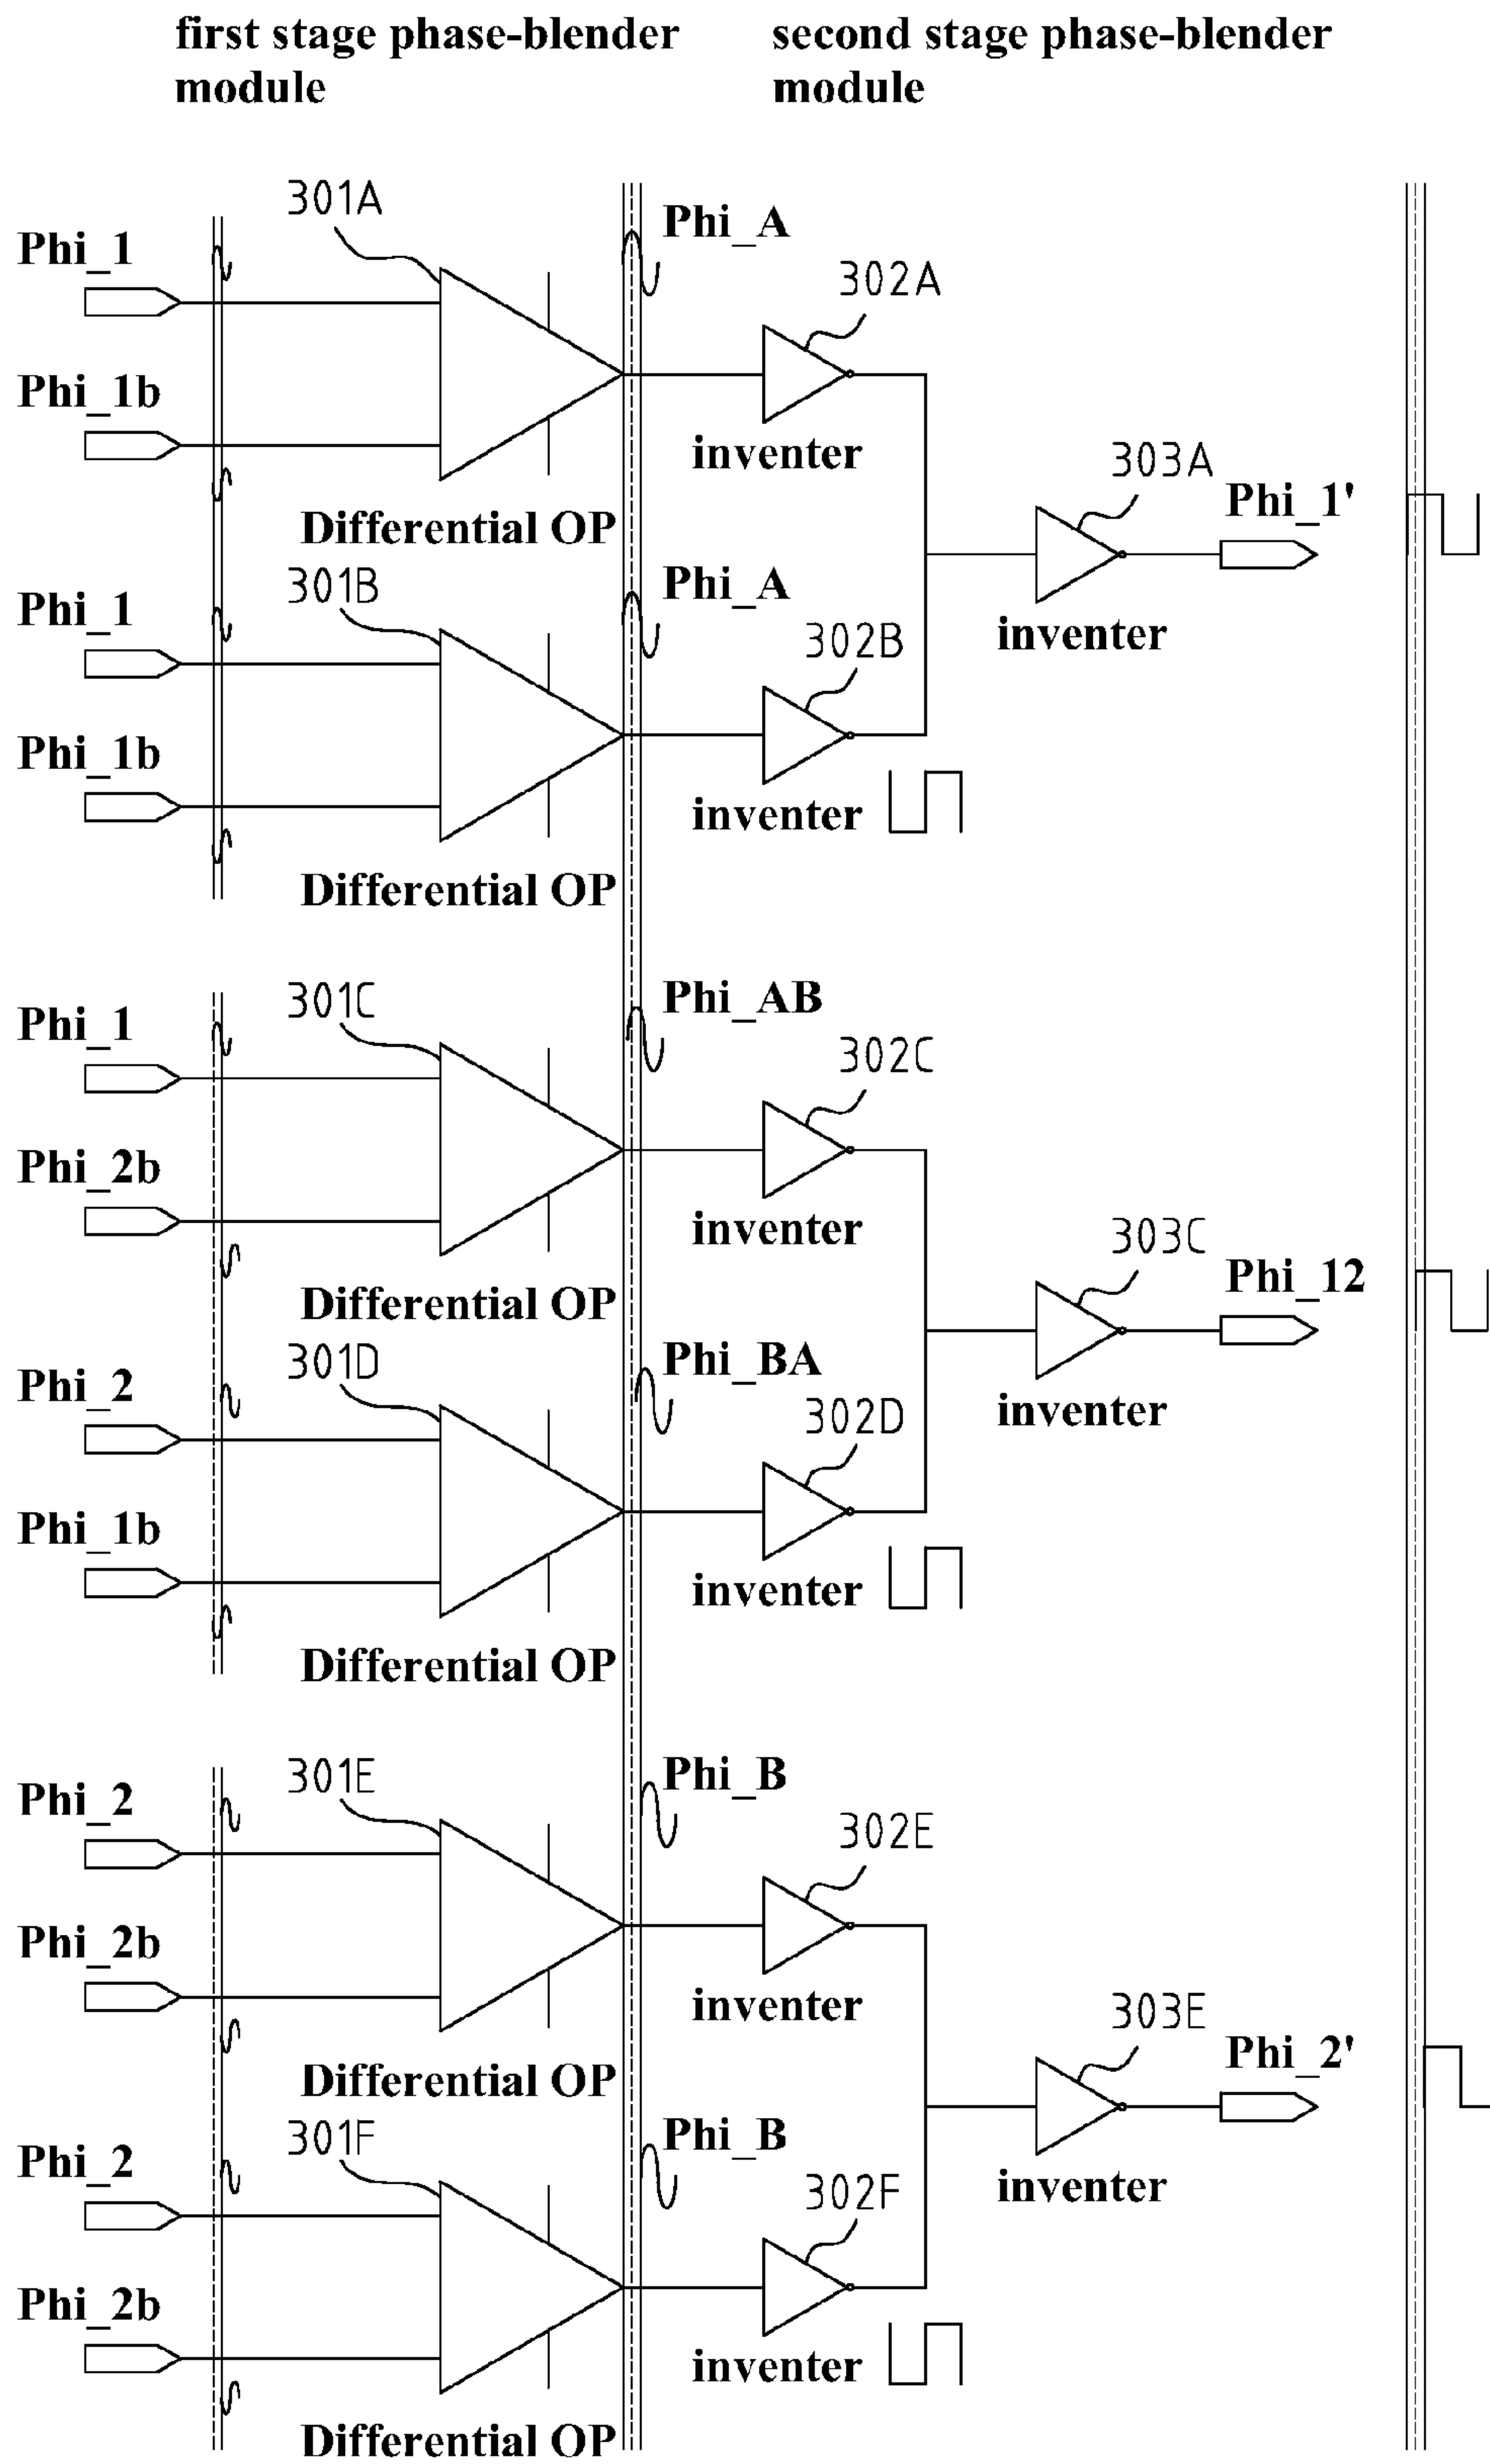 first stage phase-blender
module
second stage phase-blender
module
301A
Phi_A
Phi_1
302A
Phi_1b
inventer
303A
Phi_1'
Differential OP
301B
Phi_A
Phi_1
302B
inventer
Phi_1b
inventer
Differential OP
301C
Phi_AB
Phi_1
302C
Phi_2b
inventer
303C
Phi_12
Differential OP
301D
Phi_BA
Phi_2
302D
inventer
Phi_1b
inventer
Differential OP
301E
Phi_B
Phi_2
302E
Phi_2b
inventer
303E
Phi_2'
Differential OP
301F
Phi_B
Phi_2
302F
inventer
Phi_2b
inventer
Differential OP